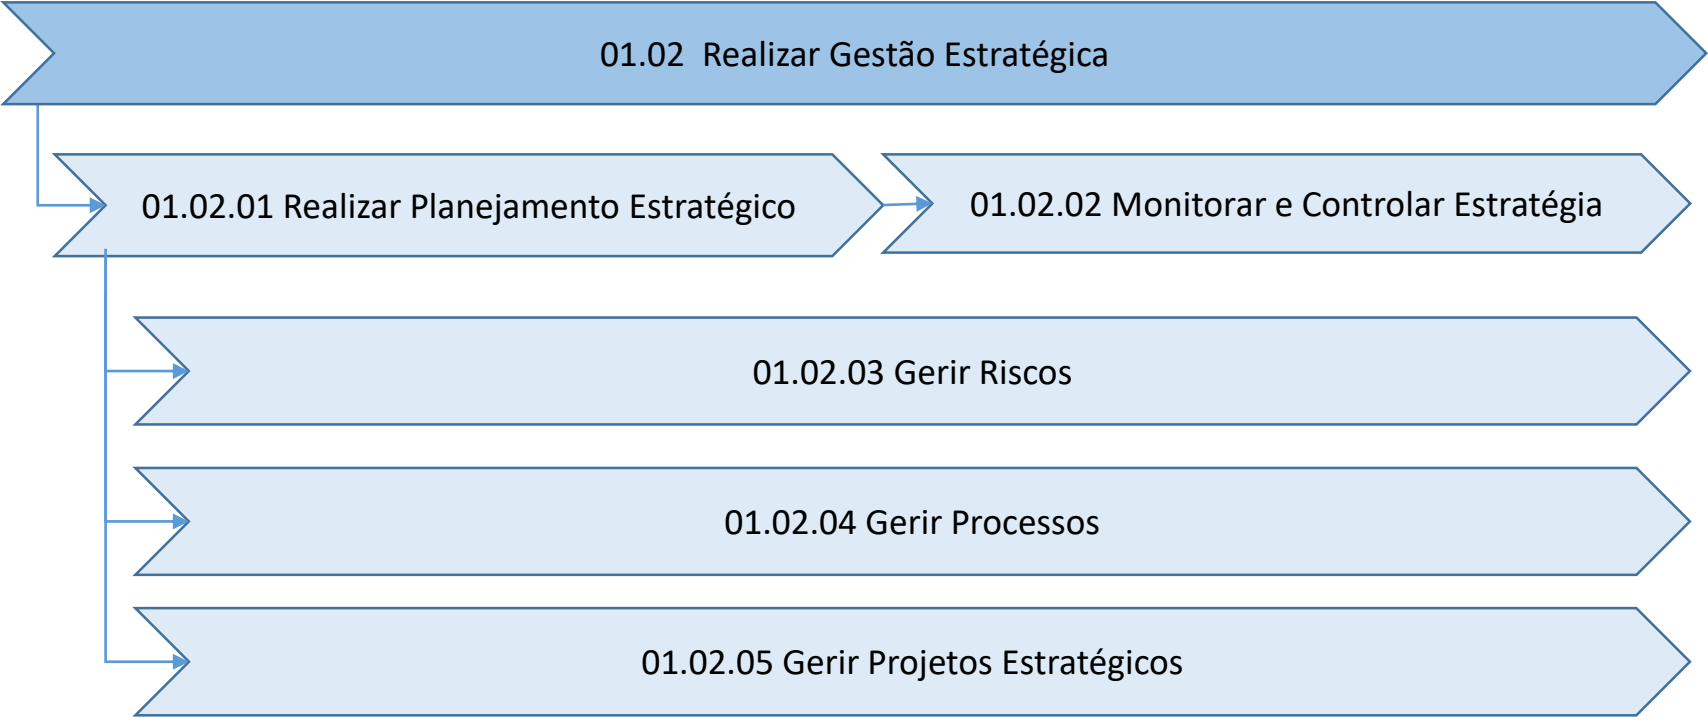 01.02  Realizar Gestão Estratégica
01.02.01 Realizar Planejamento Estratégico
01.02.02 Monitorar e Controlar Estratégia
01.02.03 Gerir Riscos
01.02.04 Gerir Processos
01.02.05 Gerir Projetos Estratégicos